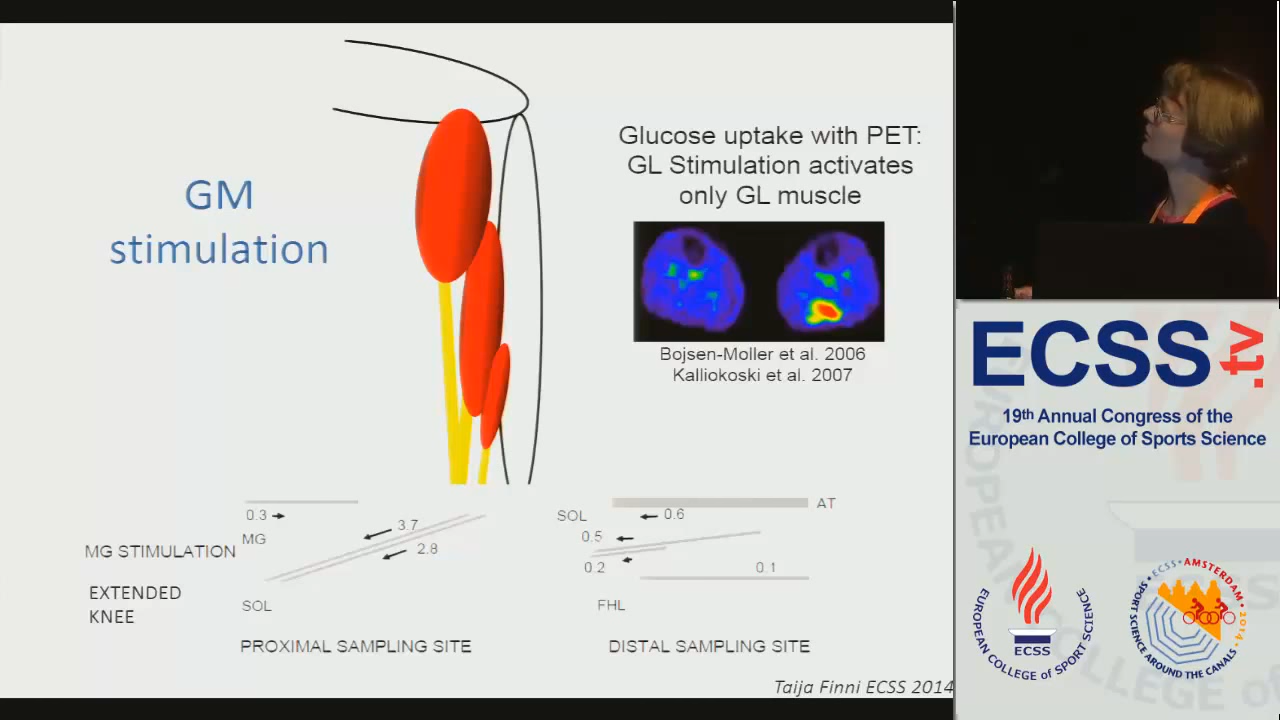 GM
stimulation
Glucose uptake with PET:
GL Stimulation activates
only GL muscle
Bojsen-Moller et al. 2006
Kalliokoski et al. 2007
0.3
MG
3.7
2.8
MG STIMULATION
EXTENDED
KNEE
SOL
PROXIMAL SAMPLING SITE
AT
SOL
0.6
0.5
0.2
0.1
FHL
DISTAL SAMPLING SITE
Taija Finni ECSS 2014
ECSS.tv
19th Annual Congress of the
European College of Sports Science
EUROPEAN COLLEGE OF SPORT SCIENCE
ECSS
SPORT SCIENCE AROUND THE CANALS
ECSS - AMSTERDAM 2014